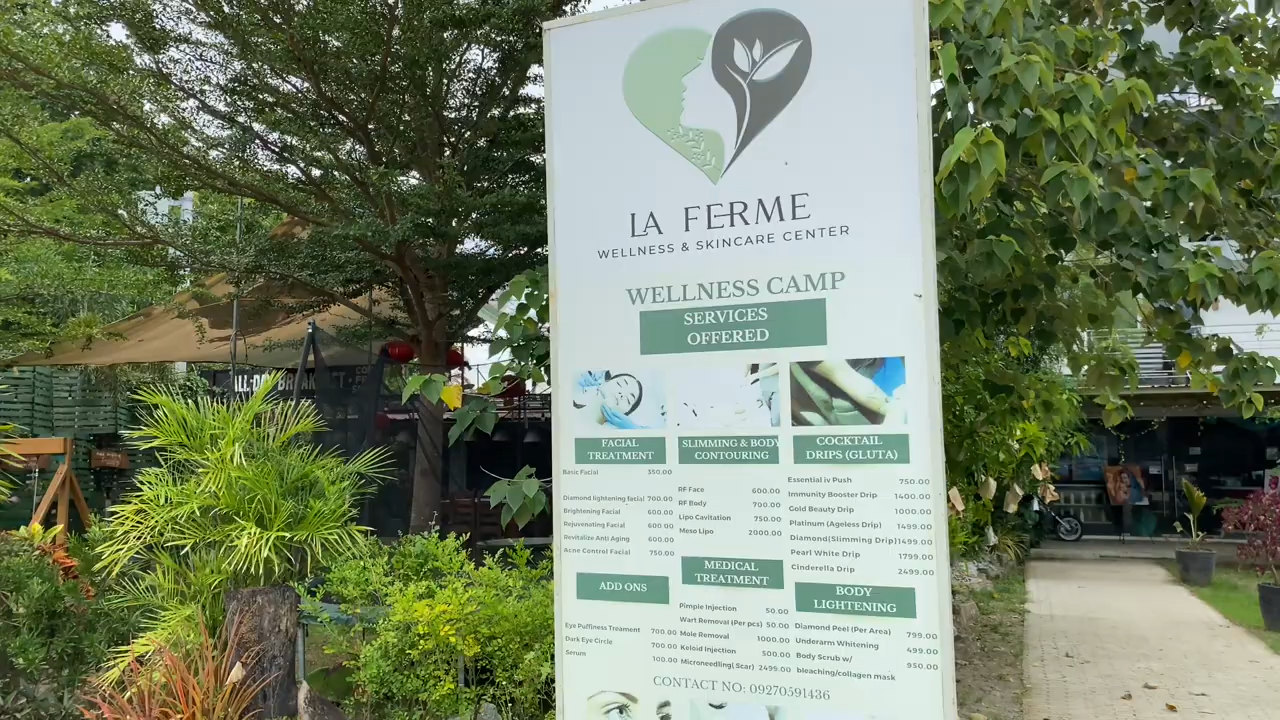 LA FERME
WELLNESS & SKINCARE CENTER
WELLNESS CAMP
SERVICES
OFFERED
FACIAL
TREATMENT
Basic Facial 350.00
Diamond lightening facial 700.00
Brightening Facial 600.00
Rejuvenating Facial 600.00
Revitalize Anti Aging 600.00
Acne Control Facial 750.00
ADD ONS
Eye Puffiness Treament 700.00
Dark Eye Circle 700.00
Serum 100.00
SLIMMING & BODY
CONTOURING
RF Face 600.00
RF Body 700.00
Lipo Cavitation 750.00
Meso Lipo 2000.00
MEDICAL
TREATMENT
Pimple Injection 50.00
Wart Removal (Per pcs) 50.00
Mole Removal 1000.00
Keloid Injection 500.00
Microneedling(Scar) 2499.00
COCKTAIL
DRIPS (GLUTA)
Essential iv Push 750.00
Immunity Booster Drip 1400.00
Gold Beauty Drip 1000.00
Platinum (Ageless Drip) 1499.00
Diamond(Slimming Drip)1499.00
Pearl White Drip 1799.00
Cinderella Drip 2499.00
BODY
LIGHTENING
Diamond Peel (Per Area) 799.00
Underarm Whitening 499.00
Body Scrub w/ 950.00
bleaching/collagen mask
CONTACT NO: 09270591436
ALL DAY BREAKFAST